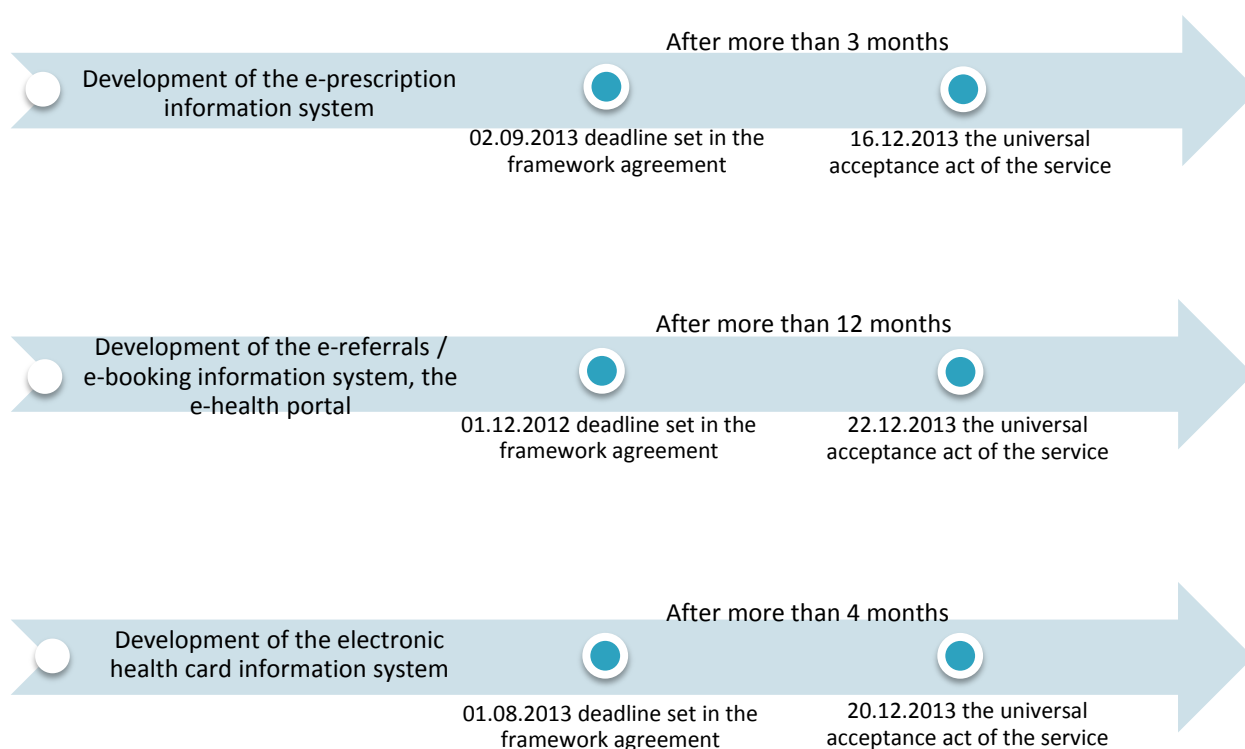 After more than 3 months
Development of the e-prescription
information system
02.09.2013 deadline set in the
framework agreement
16.12.2013 the universal
acceptance act of the service
After more than 12 months
Development of the e-referrals /
e-booking information system, the
e-health portal
01.12.2012 deadline set in the
framework agreement
22.12.2013 the universal
acceptance act of the service
After more than 4 months
Development of the electronic
health card information system
01.08.2013 deadline set in the
framework agreement
20.12.2013 the universal
acceptance act of the service